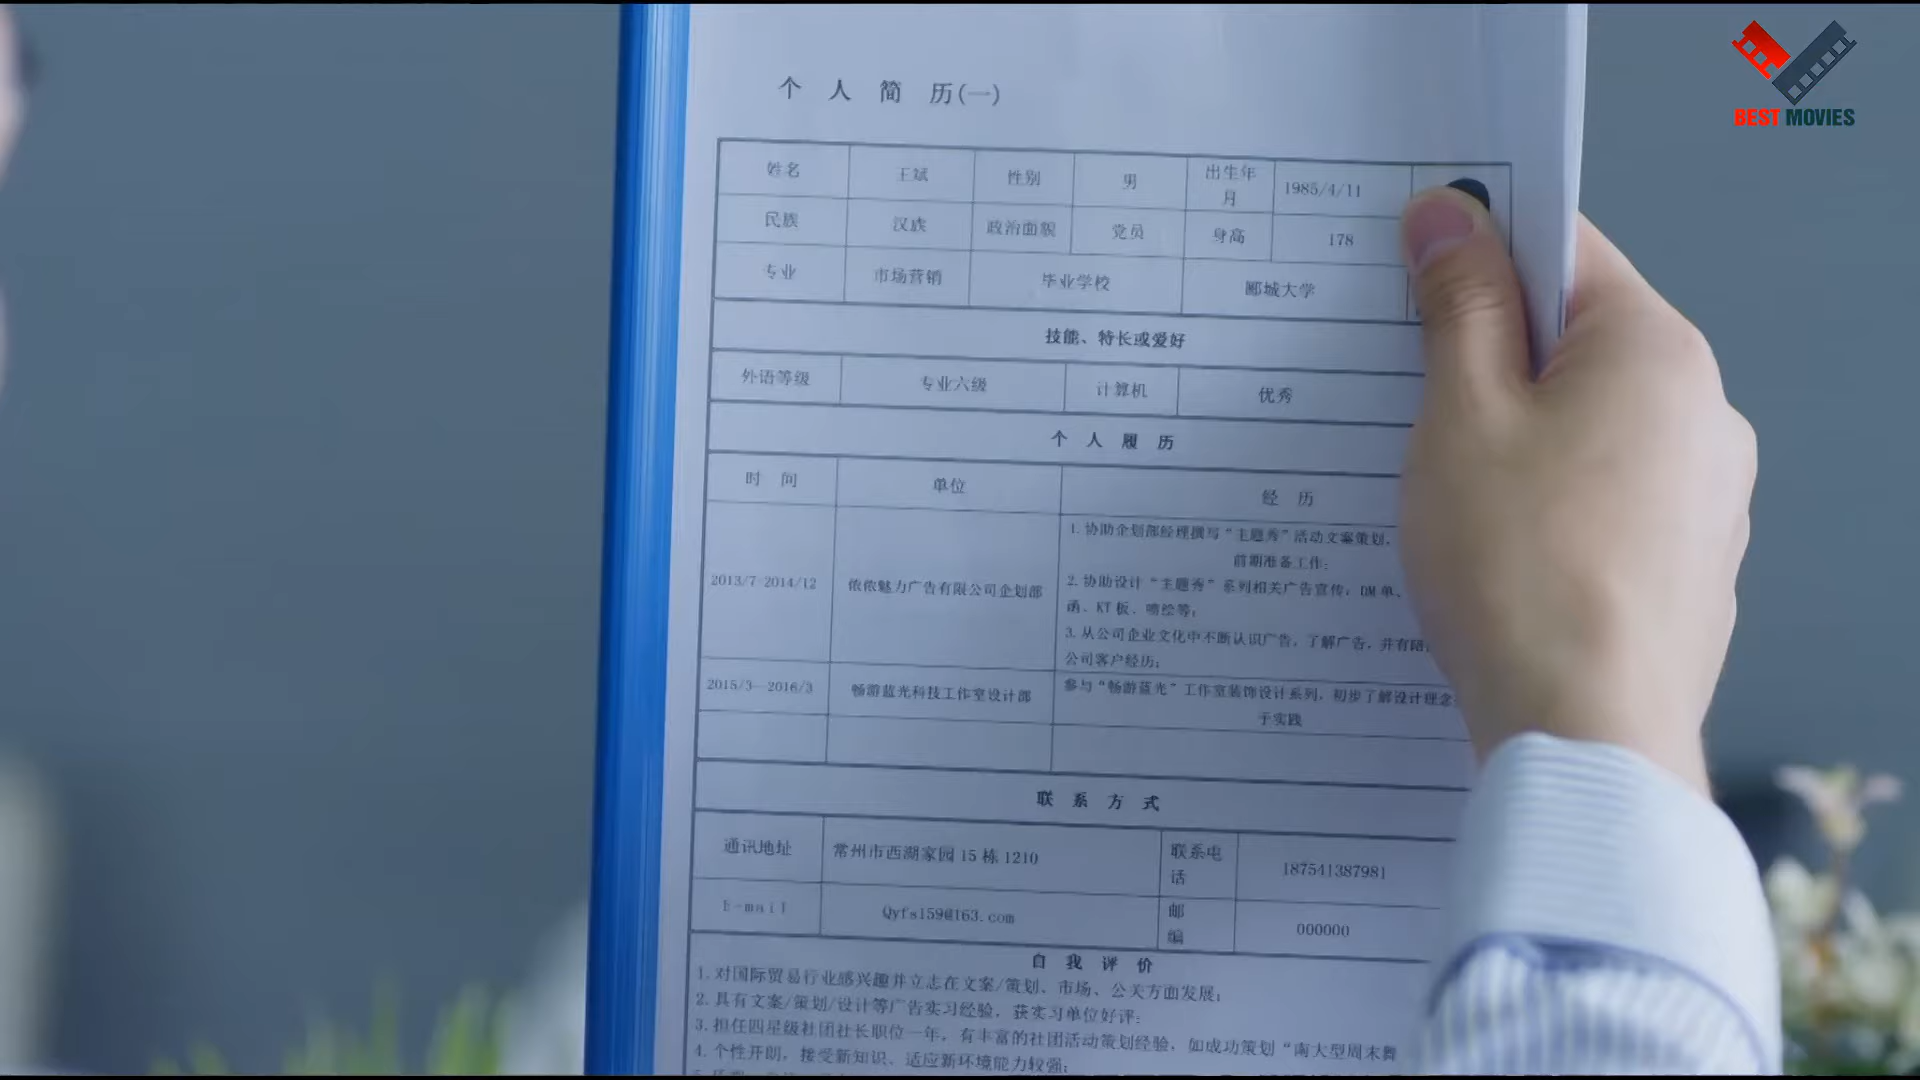 BEST MOVIES
个 人 简 历(一)
姓名 王斌 性别 男 出生年月 1985/4/11
民族 汉族 政治面貌 党员 身高 178
专业 市场营销 毕业学校 郦城大学
技能、特长或爱好
外语等级 专业六级 计算机 优秀
个 人 履 历
时 间 单位 经 历
1. 协助企划部经理撰写“主题秀”活动文案策划,
前期准备工作;
2013/7-2014/12 侬侬魅力广告有限公司企划部
2. 协助设计“主题秀”系列相关广告宣传, DM 单、
函、KT 板、喷绘等;
3. 从公司企业文化中不断认识广告, 了解广告, 并有陪
公司客户经历;
2015/3--2016/3 畅游蓝光科技工作室设计部
参与“畅游蓝光”工作室装饰设计系列, 初步了解设计理念
于实践
联 系 方 式
通讯地址 常州市西湖家园 15 栋 1210 联系电话 187541387981
E-mail Qyfs159@163.com 邮编 000000
自 我 评 价
1. 对国际贸易行业感兴趣并立志在文案/策划、市场、公关方面发展;
2. 具有文案/策划/设计等广告实习经验, 获实习单位好评;
3. 担任四星级社团社长职位一年, 有丰富的社团活动策划经验, 如成功策划“南大型周末舞
4. 个性开朗, 接受新知识、适应新环境能力较强;